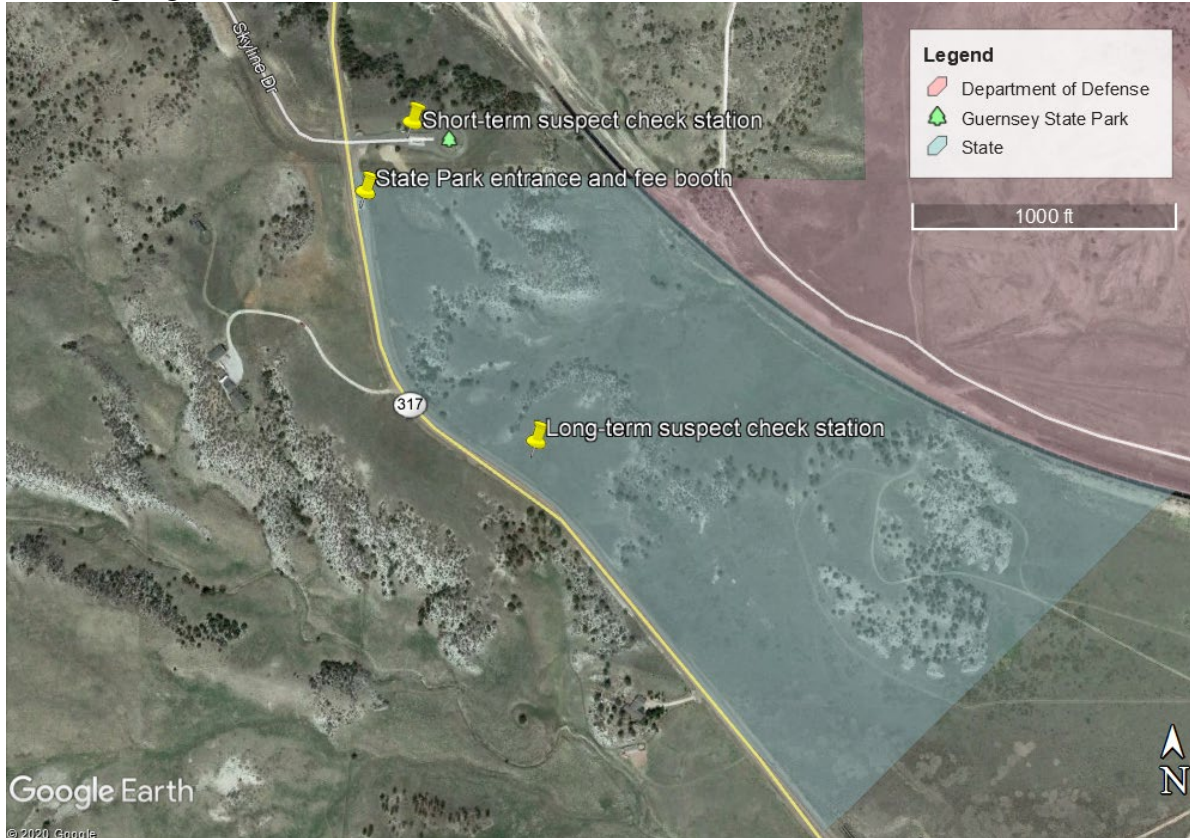 Skyline Dr
Legend
Department of Defense
Guernsey State Park
State
1000 ft
Short-term suspect check station
State Park entrance and fee booth
317
Long-term suspect check station
N
Google Earth
© 2020 Google